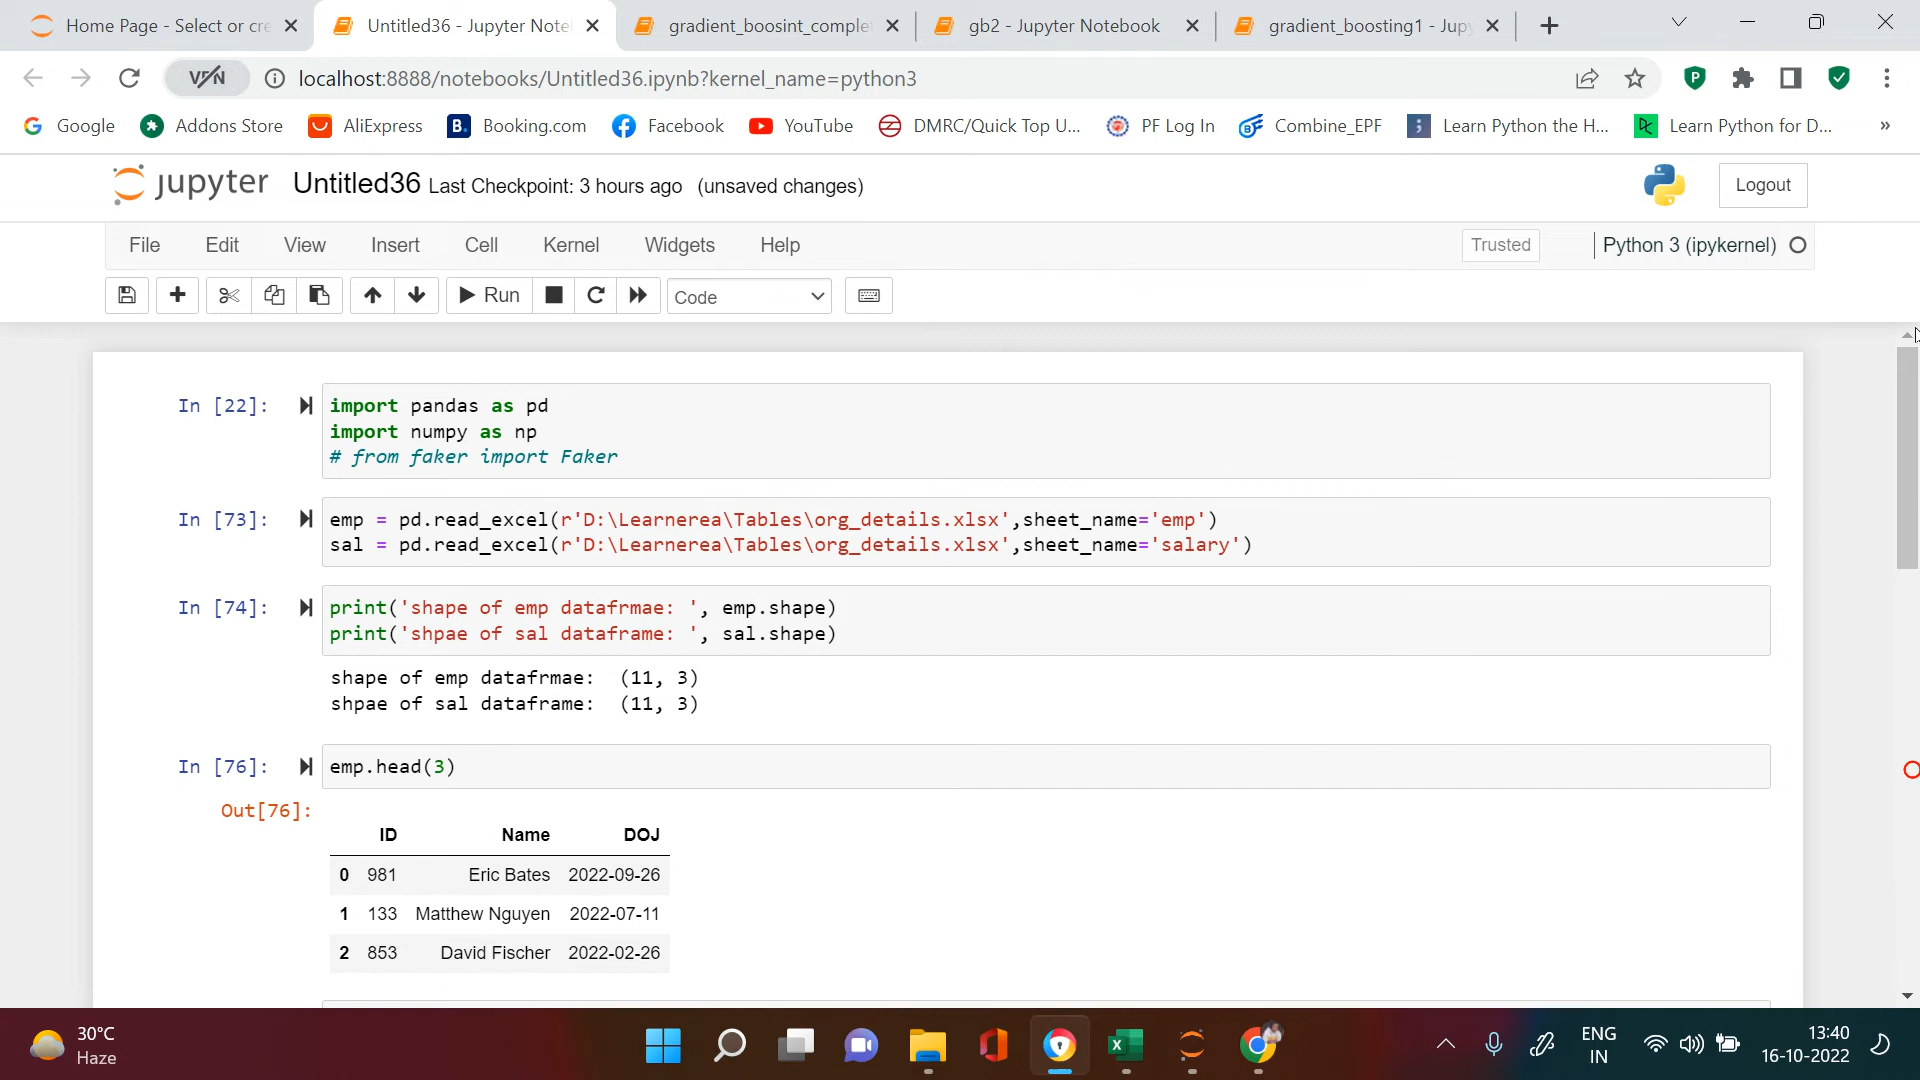 Home Page - Select or cre
Untitled36 - Jupyter Note
gradient_boosint_complet
gb2 - Jupyter Notebook
gradient_boosting1 - Jupy
VPN
localhost:8888/notebooks/Untitled36.ipynb?kernel_name=python3
Google
Addons Store
AliExpress
Booking.com
Facebook
YouTube
DMRC/Quick Top U...
PF Log In
Combine_EPF
Learn Python the H...
Learn Python for D...
»
jupyter Untitled36 Last Checkpoint: 3 hours ago (unsaved changes)
Logout
File Edit View Insert Cell Kernel Widgets Help
Trusted
Python 3 (ipykernel)
Run
Code
In [22]:
import pandas as pd
import numpy as np
# from faker import Faker
In [73]:
emp = pd.read_excel(r'D:\Learnerea\Tables\org_details.xlsx',sheet_name='emp')
sal = pd.read_excel(r'D:\Learnerea\Tables\org_details.xlsx',sheet_name='salary')
In [74]:
print('shape of emp datafrmae: ', emp.shape)
print('shpae of sal dataframe: ', sal.shape)
shape of emp datafrmae:  (11, 3)
shpae of sal dataframe:  (11, 3)
In [76]:
emp.head(3)
Out[76]:
ID Name DOJ
0 981 Eric Bates 2022-09-26
1 133 Matthew Nguyen 2022-07-11
2 853 David Fischer 2022-02-26
30°C
Haze
ENG
IN
13:40
16-10-2022